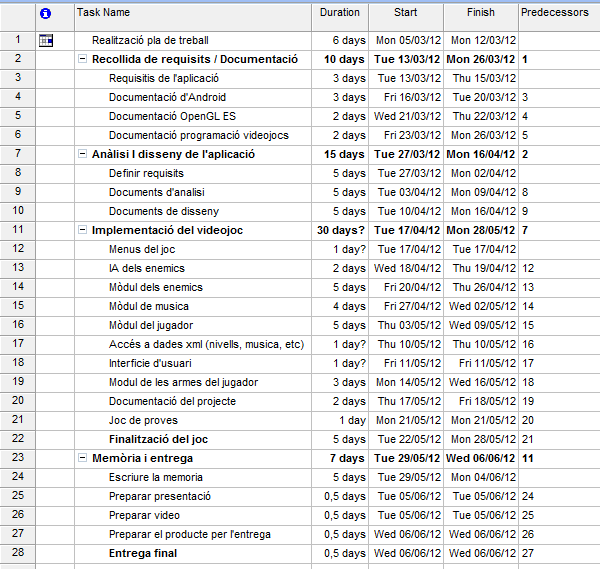 Task Name Duration Start Finish Predecessors
1 Realització pla de treball 6 days Mon 05/03/12 Mon 12/03/12
2 Recollida de requisits / Documentació 10 days Tue 13/03/12 Mon 26/03/12 1
3 Requisitis de l'aplicació 3 days Tue 13/03/12 Thu 15/03/12
4 Documentació d'Android 3 days Fri 16/03/12 Tue 20/03/12 3
5 Documentació OpenGL ES 2 days Wed 21/03/12 Thu 22/03/12 4
6 Documentació programació videojocs 2 days Fri 23/03/12 Mon 26/03/12 5
7 Anàlisi I disseny de l'aplicació 15 days Tue 27/03/12 Mon 16/04/12 2
8 Definir requisits 5 days Tue 27/03/12 Mon 02/04/12
9 Documents d'analisi 5 days Tue 03/04/12 Mon 09/04/12 8
10 Documents de disseny 5 days Tue 10/04/12 Mon 16/04/12 9
11 Implementació del videojoc 30 days? Tue 17/04/12 Mon 28/05/12 7
12 Menus del joc 1 day? Tue 17/04/12 Tue 17/04/12
13 IA dels enemics 2 days Wed 18/04/12 Thu 19/04/12 12
14 Mòdul dels enemics 5 days Fri 20/04/12 Thu 26/04/12 13
15 Mòdul de musica 4 days Fri 27/04/12 Wed 02/05/12 14
16 Mòdul del jugador 5 days Thu 03/05/12 Wed 09/05/12 15
17 Accés a dades xml (nivells, musica, etc) 1 day? Thu 10/05/12 Thu 10/05/12 16
18 Interficie d'usuari 1 day? Fri 11/05/12 Fri 11/05/12 17
19 Modul de les armes del jugador 3 days Mon 14/05/12 Wed 16/05/12 18
20 Documentació del projecte 2 days Thu 17/05/12 Fri 18/05/12 19
21 Joc de proves 1 day Mon 21/05/12 Mon 21/05/12 20
22 Finalització del joc 5 days Tue 22/05/12 Mon 28/05/12 21
23 Memòria i entrega 7 days Tue 29/05/12 Wed 06/06/12 11
24 Escriure la memoria 5 days Tue 29/05/12 Mon 04/06/12
25 Preparar presentació 0,5 days Tue 05/06/12 Tue 05/06/12 24
26 Preparar video 0,5 days Tue 05/06/12 Tue 05/06/12 25
27 Preparar el producte per l'entrega 0,5 days Wed 06/06/12 Wed 06/06/12 26
28 Entrega final 0,5 days Wed 06/06/12 Wed 06/06/12 27